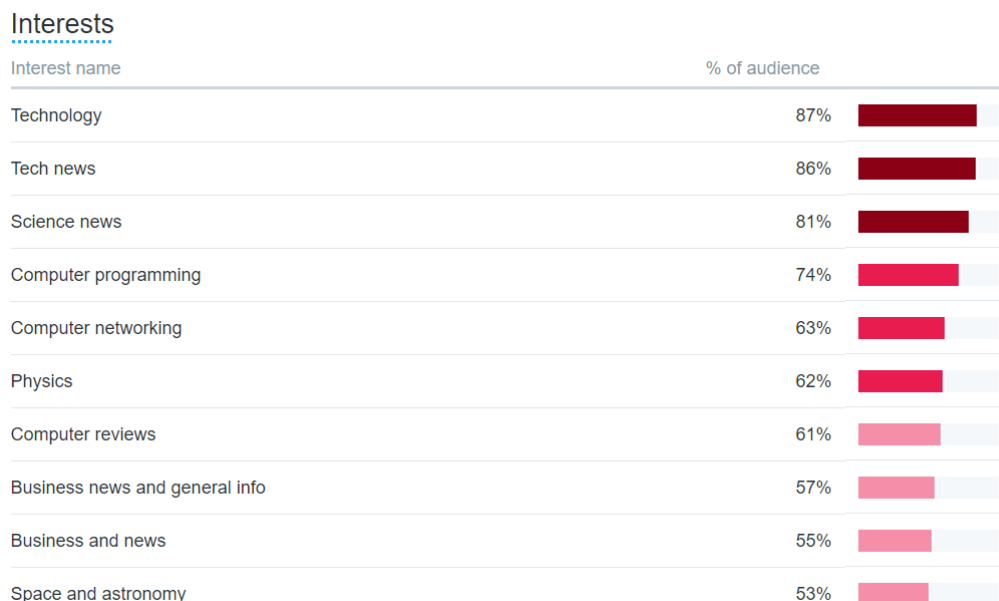 Interests
Interest name % of audience
Technology 87%
Tech news 86%
Science news 81%
Computer programming 74%
Computer networking 63%
Physics 62%
Computer reviews 61%
Business news and general info 57%
Business and news 55%
Space and astronomy 53%